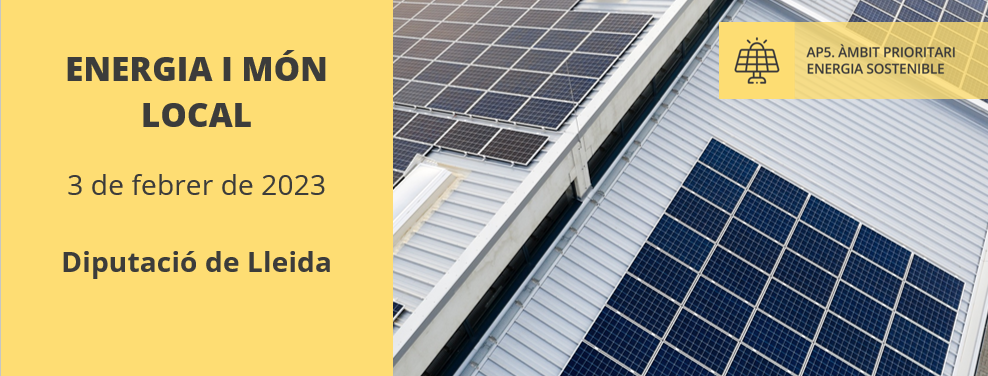 ENERGIA I MÓN
LOCAL
3 de febrer de 2023
Diputació de Lleida
AP5. ÀMBIT PRIORITARI
ENERGIA SOSTENIBLE